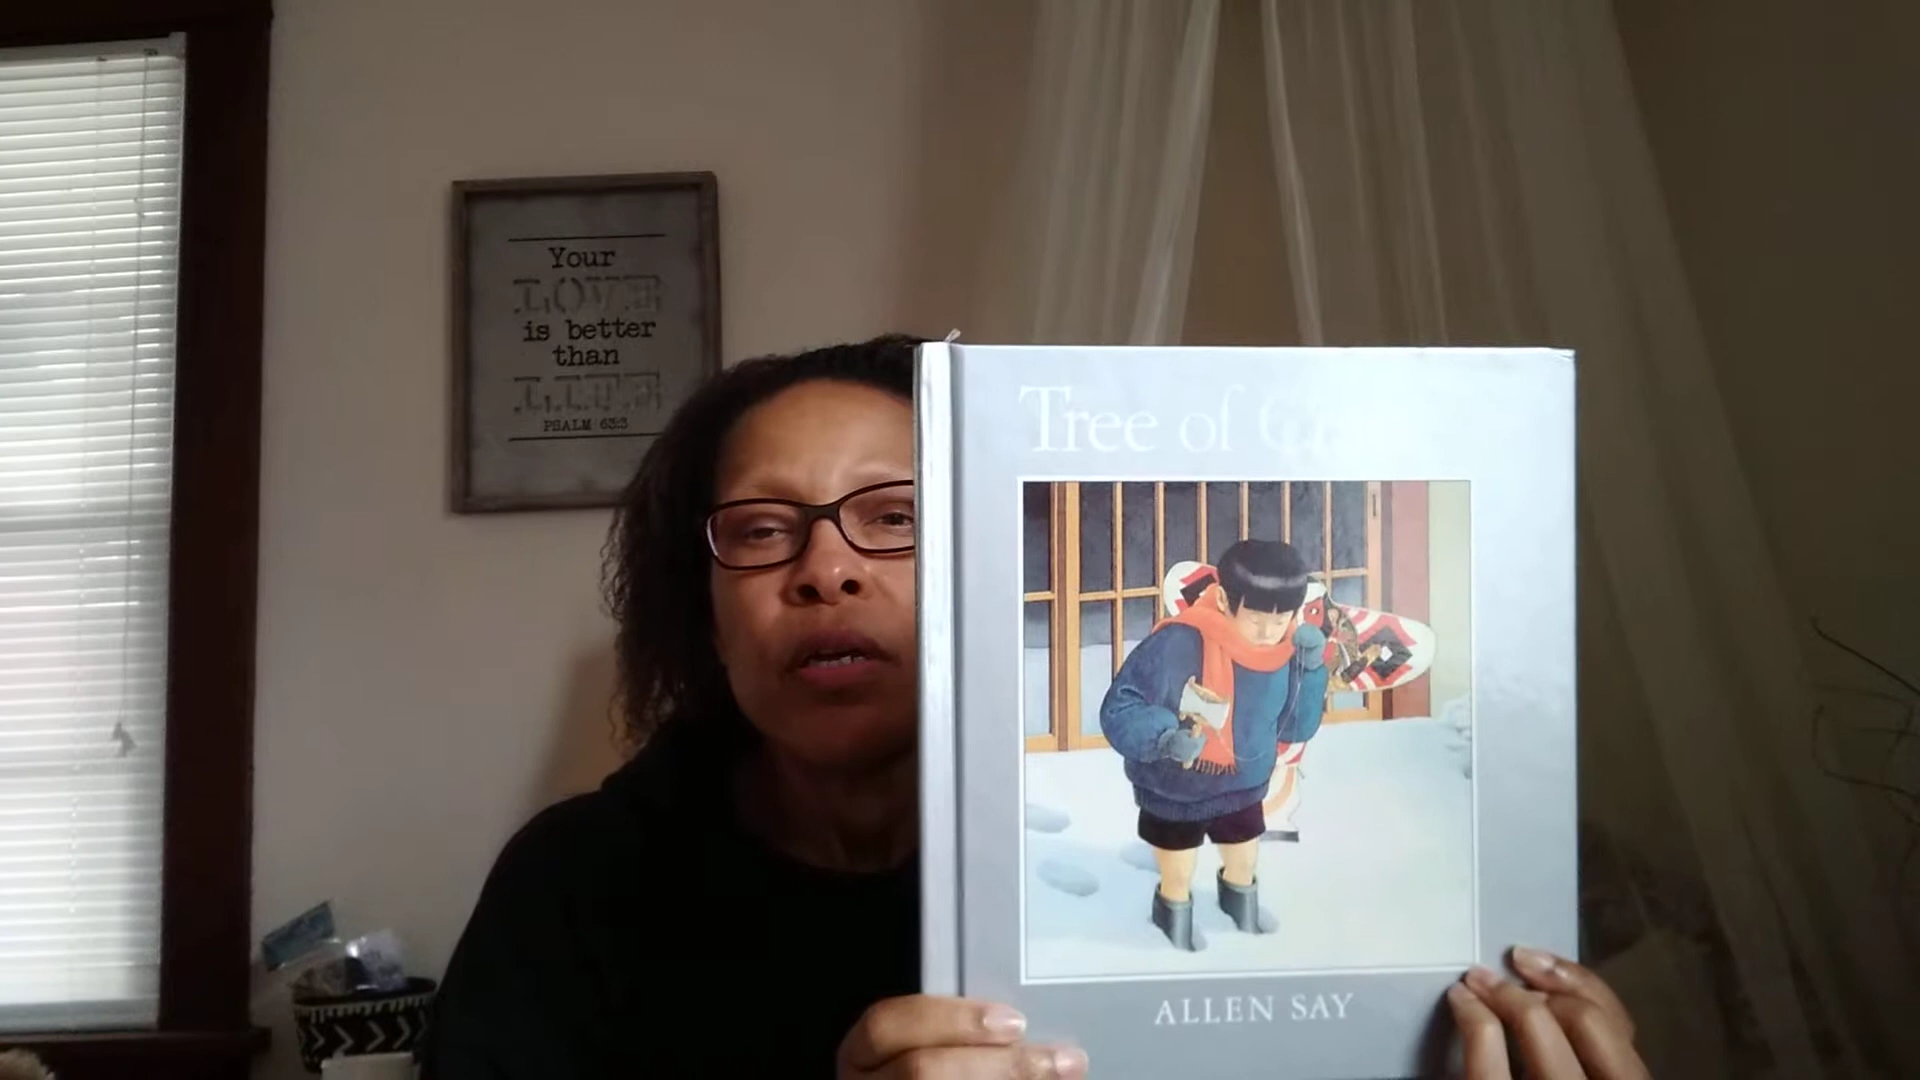 Your
LOVE
is better
than
LIFE
PSALM 63:3
Tree of
ALLEN SAY